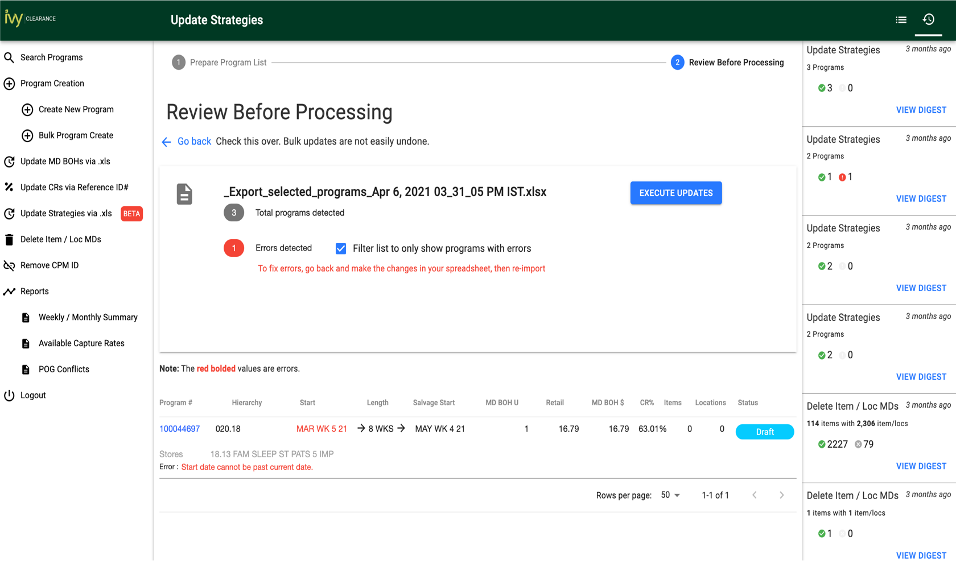 ivy CLEARANCE
Update Strategies
Search Programs
Program Creation
Create New Program
Bulk Program Create
Update MD BOHs via .xls
Update CRs via Reference ID#
Update Strategies via .xls BETA
Delete Item / Loc MDs
Remove CPM ID
Reports
Weekly / Monthly Summary
Available Capture Rates
POG Conflicts
Logout
1 Prepare Program List
2 Review Before Processing
Review Before Processing
Go back Check this over. Bulk updates are not easily undone.
_Export_selected_programs_Apr 6, 2021 03_31_05 PM IST.xlsx
EXECUTE UPDATES
3 Total programs detected
1 Errors detected Filter list to only show programs with errors
To fix errors, go back and make the changes in your spreadsheet, then re-import
Note: The red bolded values are errors.
Program # Hierarchy Start Length Salvage Start MD BOH U Retail MD BOH $ CR% Items Locations Status
100044697 020.18 MAR WK 5 21 → 8 WKS → MAY WK 4 21 1 16.79 16.79 63.01% 0 0 Draft
Stores 18.13 FAM SLEEP ST PATS 5 IMP
Error : Start date cannot be past current date.
Rows per page: 50 1-1 of 1
Update Strategies 3 months ago
3 Programs
3 0
VIEW DIGEST
Update Strategies 3 months ago
2 Programs
1 1
VIEW DIGEST
Update Strategies 3 months ago
2 Programs
2 0
VIEW DIGEST
Update Strategies 3 months ago
2 Programs
2 0
VIEW DIGEST
Delete Item / Loc MDs 3 months ago
114 items with 2,306 item/locs
2227 79
VIEW DIGEST
Delete Item / Loc MDs 3 months ago
1 items with 1 item/locs
1 0
VIEW DIGEST